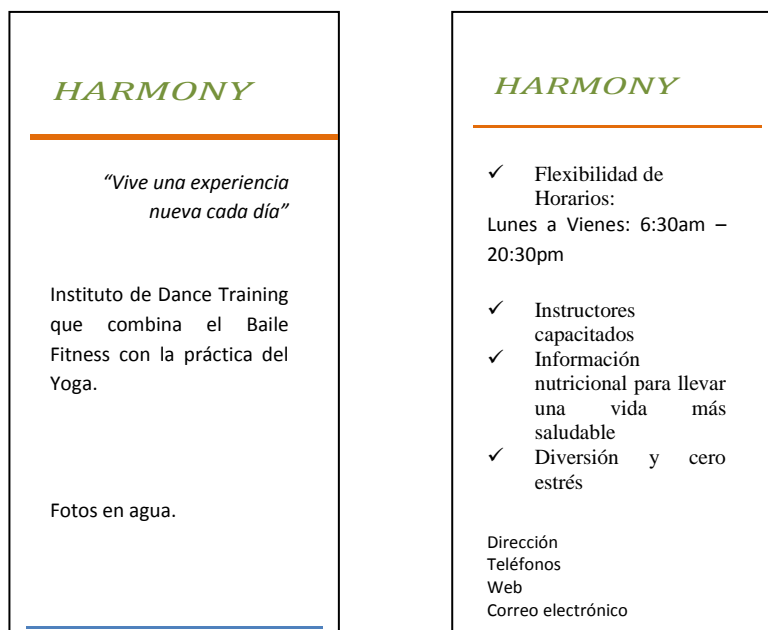 HARMONY
“Vive una experiencia
nueva cada día”
Instituto de Dance Training
que combina el Baile
Fitness con la práctica del
Yoga.
Fotos en agua.
HARMONY
✓ Flexibilidad de
Horarios:
Lunes a Vienes: 6:30am –
20:30pm
✓ Instructores
capacitados
✓ Información
nutricional para llevar
una vida más
saludable
✓ Diversión y cero
estrés
Dirección
Teléfonos
Web
Correo electrónico